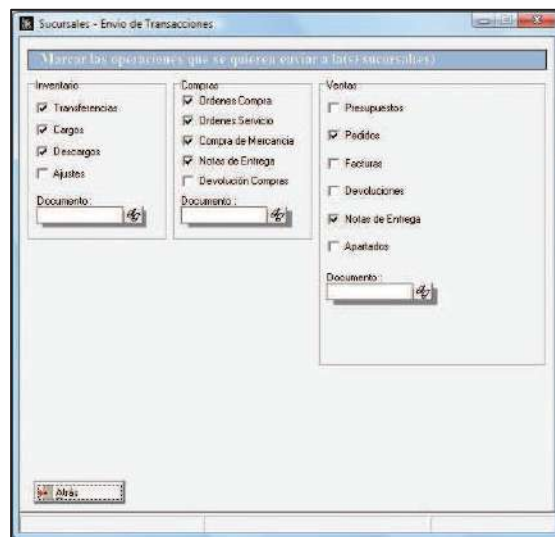 Sucursales - Envio de Transacciones
Marcar las operaciones que se quieren enviar a la(s) sucursal(es)
Inventario
Transferencias
Cargos
Descargos
Ajustes
Documento :
Compras
Ordenes Compra
Ordenes Servicio
Compra de Mercancia
Notas de Entrega
Devolución Compras
Documento :
Ventas
Presupuestos
Pedidos
Facturas
Devoluciones
Notas de Entrega
Apartados
Documento :
Atrás